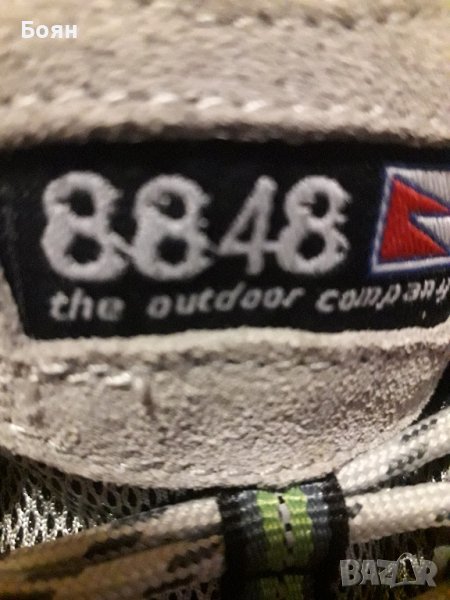 Боян
8848
the outdoor company
BAZAR